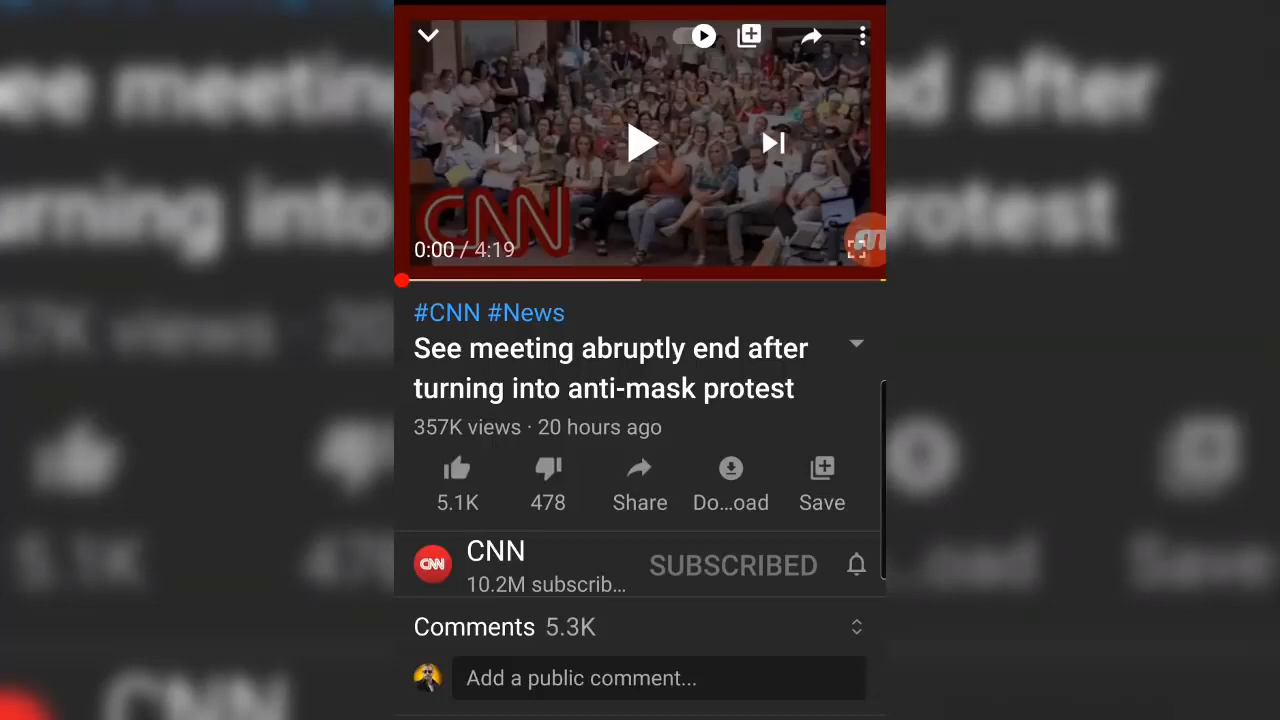 CNN
0:00 / 4:19
#CNN #News
See meeting abruptly end after
turning into anti-mask protest
357K views · 20 hours ago
5.1K 478 Share Do...oad Save
CNN
CNN
10.2M subscrib...
SUBSCRIBED
Comments 5.3K
Add a public comment...